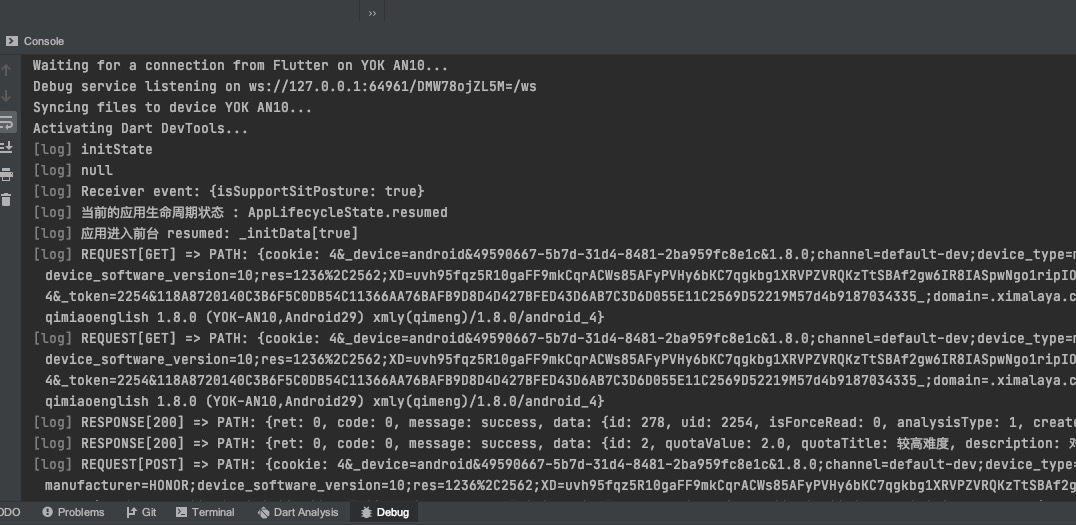 ››
Console
Waiting for a connection from Flutter on YOK AN10...
Debug service listening on ws://127.0.0.1:64961/DMW78ojZL5M=/ws
Syncing files to device YOK AN10...
Activating Dart DevTools...
[log] initState
[log] null
[log] Receiver event: {isSupportSitPosture: true}
[log] 当前的应用生命周期状态 : AppLifecycleState.resumed
[log] 应用进入前台 resumed: _initData[true]
[log] REQUEST[GET] => PATH: {cookie: 4&_device=android&49590667-5b7d-31d4-8481-2ba959fc8e1c&1.8.0;channel=default-dev;device_type=
device_software_version=10;res=1236%2C2562;XD=uvh95fqz5R10gaFF9mkCqrACWs85AFyPVHy6bKC7qgkbg1XRVPZVRQKzTtSBAf2gw6IR8IASpwNgo1ripIO
4&_token=2254&118A8720140C3B6F5C0DB54C11366AA76BAFB9D8D4D427BFED43D6AB7C3D6D055E11C2569D52219M57d4b9187034335_;domain=.ximalaya.c
qimiaoenglish 1.8.0 (YOK-AN10,Android29) xmly(qimeng)/1.8.0/android_4}
[log] REQUEST[GET] => PATH: {cookie: 4&_device=android&49590667-5b7d-31d4-8481-2ba959fc8e1c&1.8.0;channel=default-dev;device_type=
device_software_version=10;res=1236%2C2562;XD=uvh95fqz5R10gaFF9mkCqrACWs85AFyPVHy6bKC7qgkbg1XRVPZVRQKzTtSBAf2gw6IR8IASpwNgo1ripIO
4&_token=2254&118A8720140C3B6F5C0DB54C11366AA76BAFB9D8D4D427BFED43D6AB7C3D6D055E11C2569D52219M57d4b9187034335_;domain=.ximalaya.c
qimiaoenglish 1.8.0 (YOK-AN10,Android29) xmly(qimeng)/1.8.0/android_4}
[log] RESPONSE[200] => PATH: {ret: 0, code: 0, message: success, data: {id: 278, uid: 2254, isForceRead: 0, analysisType: 1, create
[log] RESPONSE[200] => PATH: {ret: 0, code: 0, message: success, data: {id: 2, quotaValue: 2.0, quotaTitle: 较高难度, description: 对
[log] REQUEST[POST] => PATH: {cookie: 4&_device=android&49590667-5b7d-31d4-8481-2ba959fc8e1c&1.8.0;channel=default-dev;device_type=
manufacturer=HONOR;device_software_version=10;res=1236%2C2562;XD=uvh95fqz5R10gaFF9mkCqrACWs85AFyPVHy6bKC7qgkbg1XRVPZVRQKzTtSBAf2g
ODO Problems Git Terminal Dart Analysis Debug